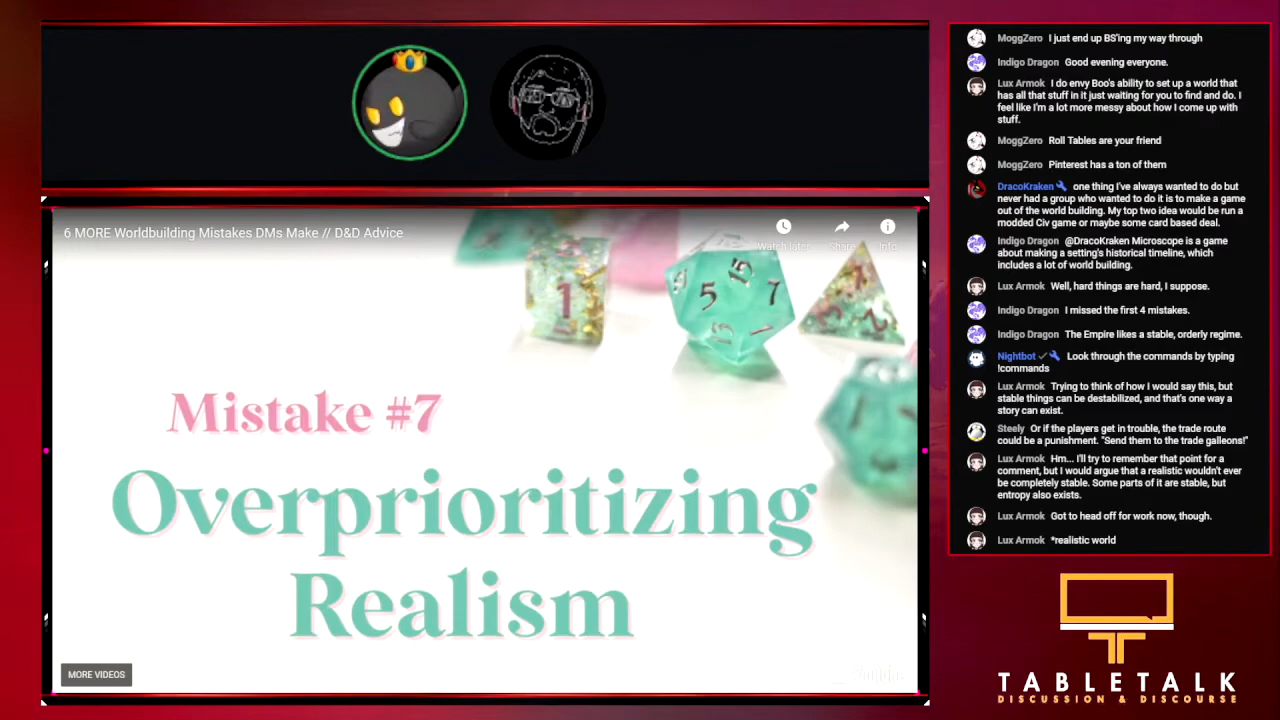 6 MORE Worldbuilding Mistakes DMs Make // D&D Advice
Watch later
Share
Info
1
5
15
7
Mistake #7
Overprioritizing
Realism
MORE VIDEOS
MoggZero I just end up BS'ing my way through
Indigo Dragon Good evening everyone.
Lux Armok I do envy Boo's ability to set up a world that
has all that stuff in it just waiting for you to find and do. I
feel like I'm a lot more messy about how I come up with
stuff.
MoggZero Roll Tables are your friend
MoggZero Pinterest has a ton of them
DracoKraken one thing I've always wanted to do but
never had a group who wanted to do it is to make a game
out of the world building. My top two idea would be run a
modded Civ game or maybe some card based deal.
Indigo Dragon @DracoKraken Microscope is a game
about making a setting's historical timeline, which
includes a lot of world building.
Lux Armok Well, hard things are hard, I suppose.
Indigo Dragon I missed the first 4 mistakes.
Indigo Dragon The Empire likes a stable, orderly regime.
Nightbot Look through the commands by typing
!commands
Lux Armok Trying to think of how I would say this, but
stable things can be destabilized, and that's one way a
story can exist.
Steely Or if the players get in trouble, the trade route
could be a punishment. "Send them to the trade galleons!"
Lux Armok Hm... I'll try to remember that point for a
comment, but I would argue that a realistic wouldn't ever
be completely stable. Some parts of it are stable, but
entropy also exists.
Lux Armok Got to head off for work now, though.
Lux Armok *realistic world
TABLETALK
DISCUSSION & DISCOURSE